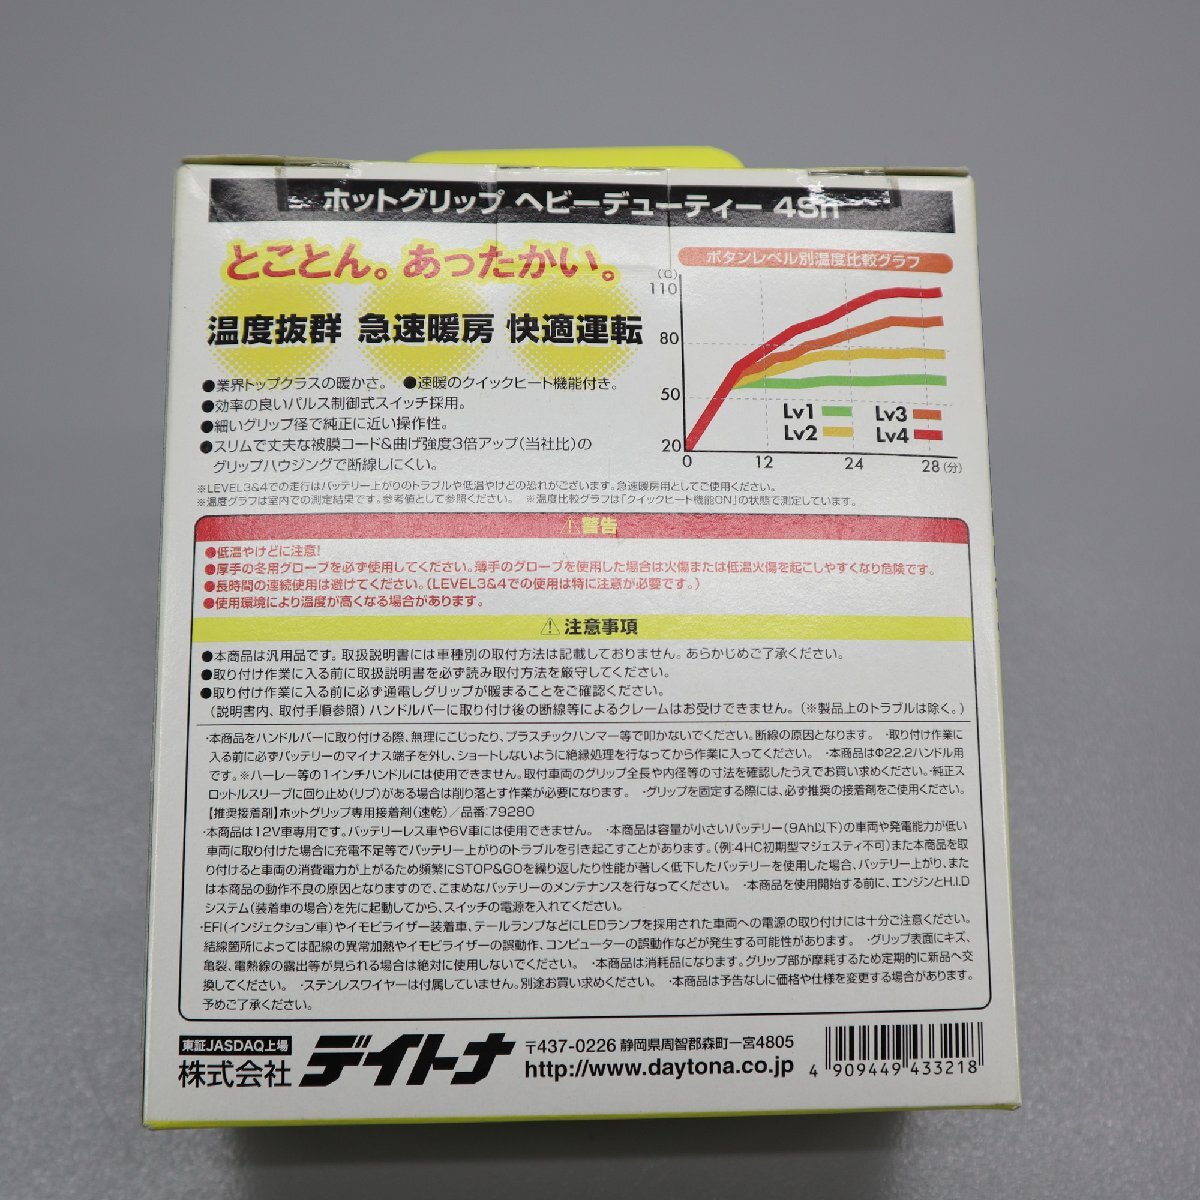 ホットグリップ ヘビーデューティー 4Sn
とことん。あったかい。
温度抜群 急速暖房 快適運転
●業界トップクラスの暖かさ。 ●速暖のクイックヒート機能付き。
●効率の良いパルス制御式スイッチ採用。
●細いグリップ径で純正に近い操作性。
●スリムで丈夫な被膜コード&曲げ強度3倍アップ(当社比)の
グリップハウジングで断線しにくい。
ボタンレベル別温度比較グラフ
(℃)
110
80
50
20
0 12 24 28(分)
Lv1 Lv3
Lv2 Lv4
※LEVEL3&4での走行はバッテリー上がりのトラブルや低温やけどの恐れがございます。急速暖房用としてご使用ください。
※温度グラフは室内での測定結果です。参考値として参照ください。 ※温度比較グラフは「クイックヒート機能ON」の状態で測定しています。
⚠警告
●低温やけどに注意!
●厚手の冬用グローブを必ず使用してください。薄手のグローブを使用した場合は火傷または低温火傷を起こしやすくなり危険です。
●長時間の連続使用は避けてください。(LEVEL3&4での使用は特に注意が必要です。)
●使用環境により温度が高くなる場合があります。
⚠注意事項
●本商品は汎用品です。取扱説明書には車種別の取付方法は記載しておりません。あらかじめご了承ください。
●取り付け作業に入る前に取扱説明書を必ず読み取付方法を厳守してください。
●取り付け作業に入る前に必ず通電しグリップが暖まることをご確認ください。
(説明書内、取付手順参照)ハンドルバーに取り付け後の断線等によるクレームはお受けできません。(※製品上のトラブルは除く。)
・本商品をハンドルバーに取り付ける際、無理にこじったり、プラスチックハンマー等で叩かないでください。断線の原因となります。 ・取り付け作業に
入る前に必ずバッテリーのマイナス端子を外し、ショートしないように絶縁処理を行なってから作業に入ってください。 ・本商品はΦ22.2ハンドル用
です。※ハーレー等の1インチハンドルには使用できません。取付車両のグリップ全長や内径等の寸法を確認したうえでお買い求めください。・純正ス
ロットルスリーブに回り止め(リブ)がある場合は削り落とす作業が必要になります。 ・グリップを固定する際には、必ず推奨の接着剤をご使用ください。
【推奨接着剤】ホットグリップ専用接着剤(速乾)/品番:79280
・本商品は12V車専用です。バッテリーレス車や6V車には使用できません。 ・本商品は容量が小さいバッテリー(9Ah以下)の車両や発電能力が低い
車両に取り付けた場合に充電不足等でバッテリー上がりのトラブルを引き起こすことがあります。(例:4HC初期型マジェスティ不可)また本商品を取
り付けると車両の消費電力が上がるため頻繁にSTOP&GOを繰り返したり性能が著しく低下したバッテリーを使用した場合、バッテリー上がり、また
は本商品の動作不良の原因となりますので、こまめなバッテリーのメンテナンスを行なってください。 ・本商品を使用開始する前に、エンジンとH.I.D
システム(装着車の場合)を先に起動してから、スイッチの電源を入れてください。
・EFI(インジェクション車)やイモビライザー装着車、テールランプなどにLEDランプを採用された車両への電源の取り付けには十分ご注意ください。
結線箇所によっては配線の異常加熱やイモビライザーの誤動作、コンピューターの誤動作などが発生する可能性があります。 ・グリップ表面にキズ、
亀裂、電熱線の露出等が見られる場合は絶対に使用しないでください。 ・本商品は消耗品になります。グリップ部が摩耗するため定期的に新品へ交
換してください。 ・ステンレスワイヤーは付属していません。別途お買い求めください。 ・本商品は予告なしに価格や仕様を変更する場合があります。
予めご了承ください。
東証JASDAQ上場
株式会社 デイトナ
〒437-0226 静岡県周智郡森町一宮4805
http://www.daytona.co.jp
4 909449 433218